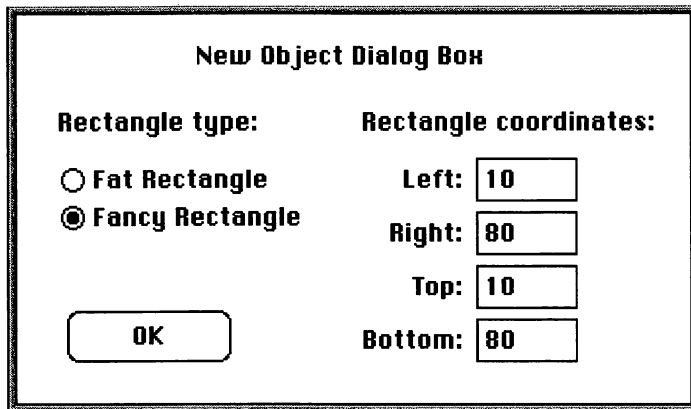 New Object Dialog Box
Rectangle type:
Fat Rectangle
Fancy Rectangle
OK
Rectangle coordinates:
Left: 10
Right: 80
Top: 10
Bottom: 80